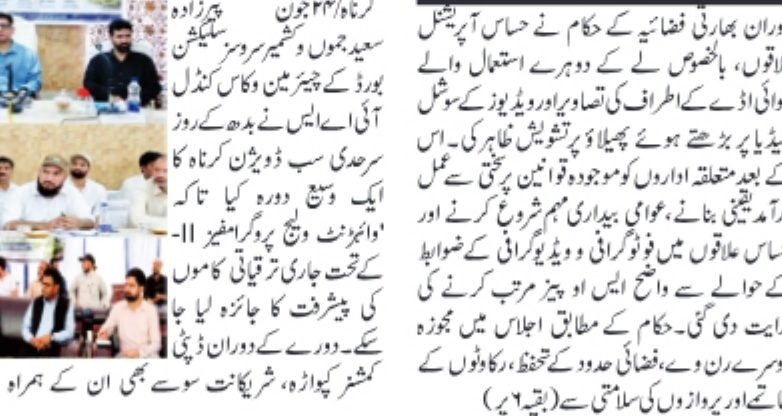 کرناہ/۲۴جون پیرزادہ
سعید جموں و کشمیر سروسز سلیکشن
بورڈ کے چیئرمین وکاس کنڈل
آئی اے ایس نے بدھ کے روز
سرحدی سب ڈویژن کرناہ کا
ایک وسیع دورہ کیا تاکہ
'وائبرنٹ ولیج پروگرامفیز II-
کےتحت جاری ترقیاتی کاموں
کی پیشرفت کا جائزہ لیا جا
سکے۔دورے کے دوران ڈپٹی
کمشنر کپواڑہ، شریکانت سوسے بھی ان کے ہمراہ
دوران بھارتی فضائیہ کے حکام نے حساس آپریشنل
علاقوں، بالخصوص لے کے دوہرے استعمال والے
ہوائی اڈے کے اطراف کی تصاویر اور ویڈیوز کے سوشل
میڈیا پر بڑھتے ہوئے پھیلاؤ پر تشویش ظاہر کی۔اس
کے بعد متعلقہ اداروں کو موجودہ قوانین پر سختی سے عمل
آمد یقینی بنانے، عوامی بیداری مہم شروع کرنے اور
حساس علاقوں میں فوٹوگرافی و ویڈیوگرافی کے ضوابط
کے حوالے سے واضح ایس او پیز مرتب کرنے کی
ہدایت دی گئی۔حکام کے مطابق اجلاس میں مجوزہ
دوسرے رن وے، فضائی حدود کے تحفظ، رکاوٹوں کے
خاتمے اور پروازوں کی سلامتی سے (بقیہ ۶ پر)